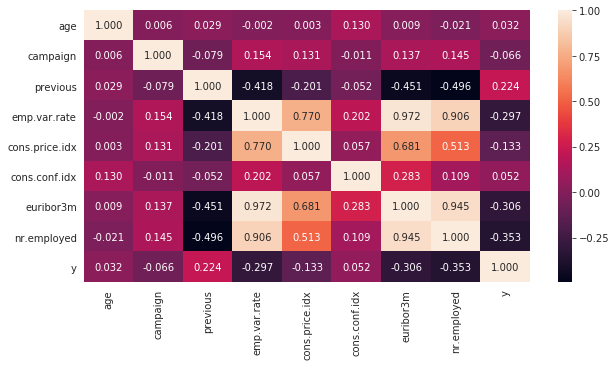 age 1.000 0.006 0.029 -0.002 0.003 0.130 0.009 -0.021 0.032
campaign 0.006 1.000 -0.079 0.154 0.131 -0.011 0.137 0.145 -0.066
previous 0.029 -0.079 1.000 -0.418 -0.201 -0.052 -0.451 -0.496 0.224
emp.var.rate -0.002 0.154 -0.418 1.000 0.770 0.202 0.972 0.906 -0.297
cons.price.idx 0.003 0.131 -0.201 0.770 1.000 0.057 0.681 0.513 -0.133
cons.conf.idx 0.130 -0.011 -0.052 0.202 0.057 1.000 0.283 0.109 0.052
euribor3m 0.009 0.137 -0.451 0.972 0.681 0.283 1.000 0.945 -0.306
nr.employed -0.021 0.145 -0.496 0.906 0.513 0.109 0.945 1.000 -0.353
y 0.032 -0.066 0.224 -0.297 -0.133 0.052 -0.306 -0.353 1.000
age campaign previous emp.var.rate cons.price.idx cons.conf.idx euribor3m nr.employed y
1.00
0.75
0.50
0.25
0.00
-0.25